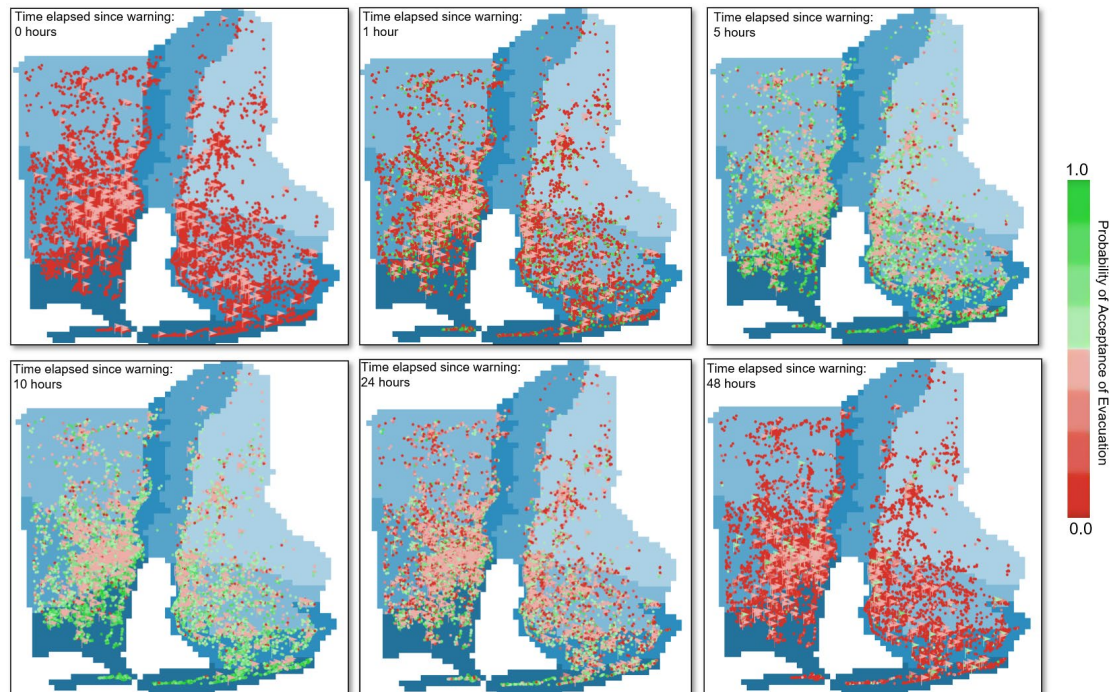 Time elapsed since warning:
0 hours
Time elapsed since warning:
1 hour
Time elapsed since warning:
5 hours
Time elapsed since warning:
10 hours
Time elapsed since warning:
24 hours
Time elapsed since warning:
48 hours
1.0
Probability of Acceptance of Evacuation
0.0